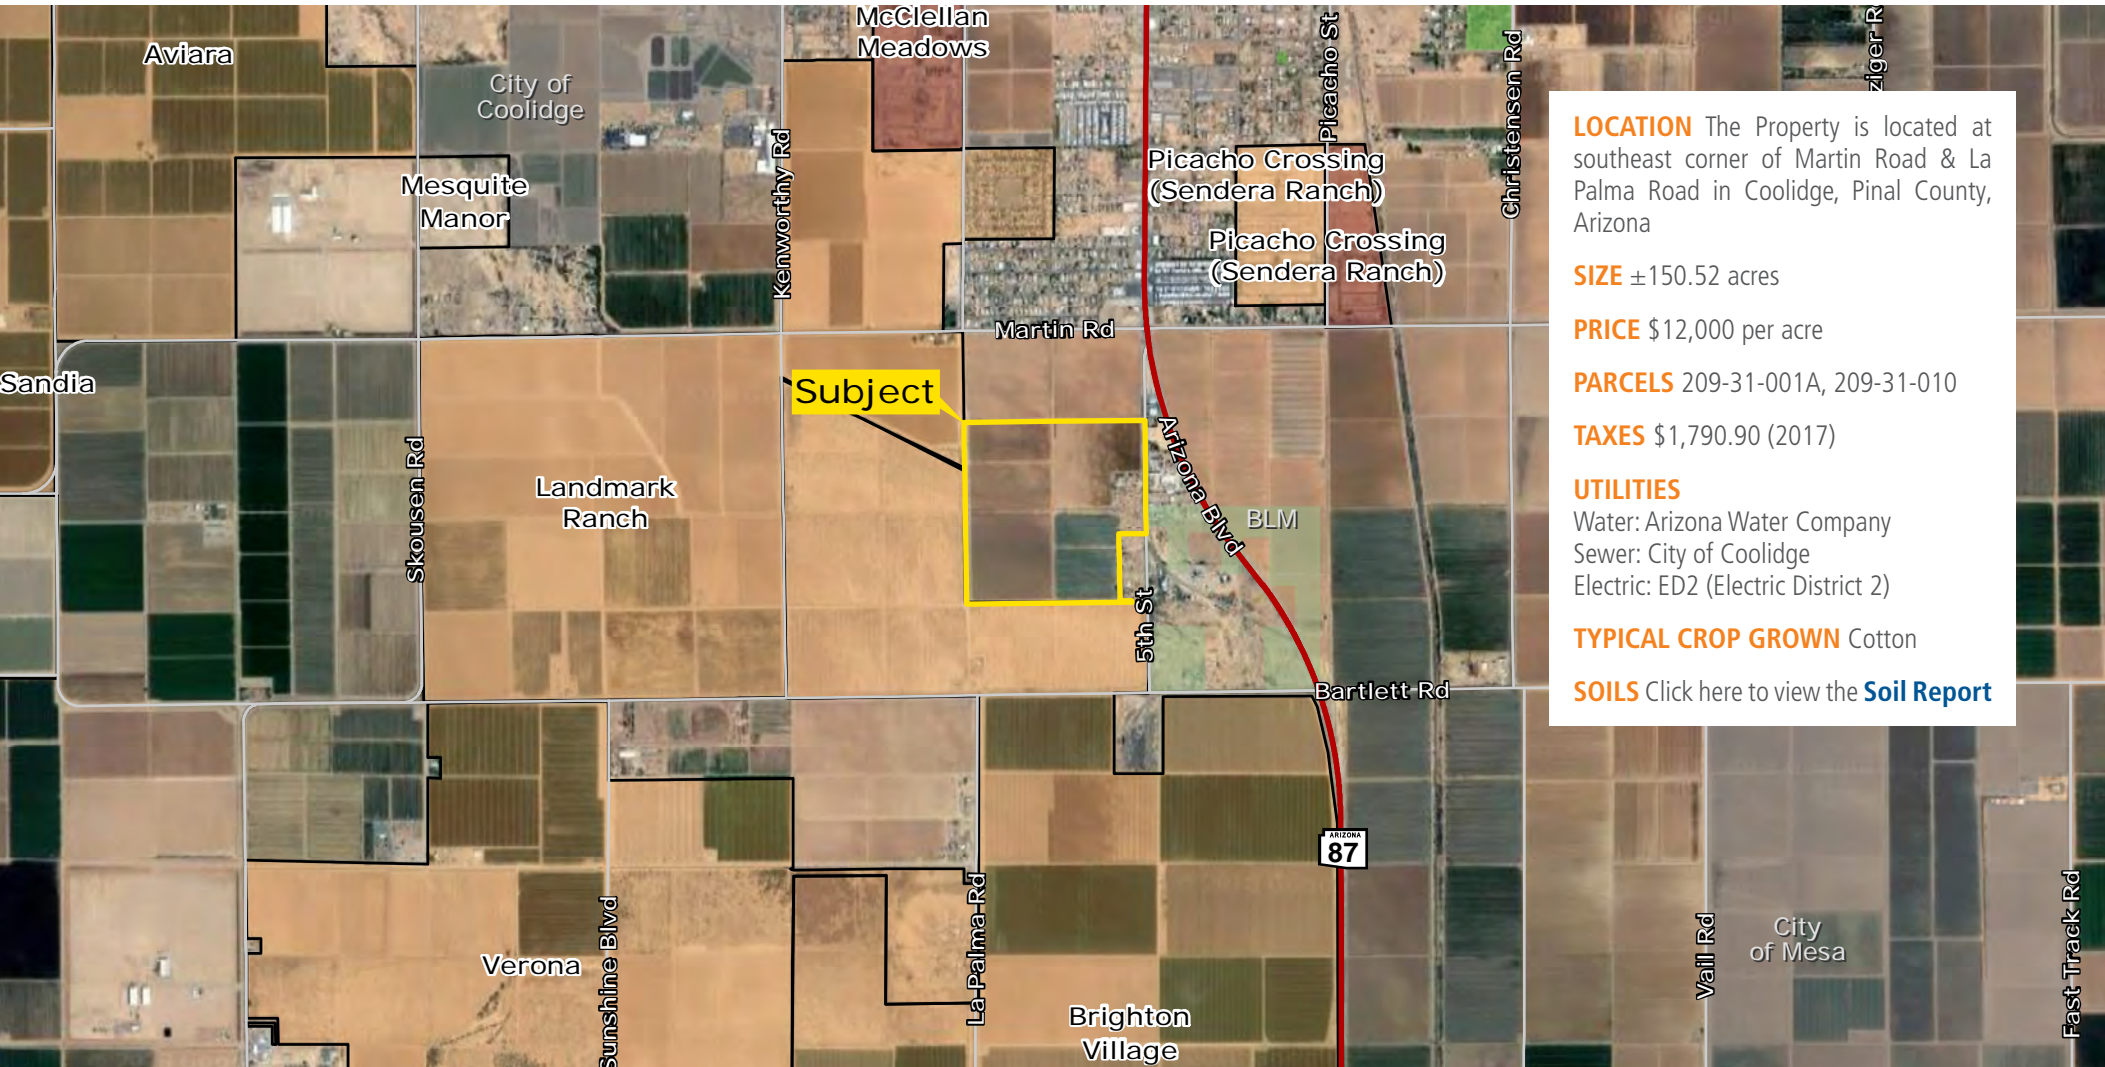 McClellan
Meadows
Aviara
City of
Coolidge
Picacho St
Christensen Rd
ziger R
Kenworthy Rd
Mesquite
Manor
Picacho Crossing
(Sendera Ranch)
Picacho Crossing
(Sendera Ranch)
Martin Rd
Sandia
Subject
Skousen Rd
Landmark
Ranch
Arizona Blvd
BLM
5th St
Bartlett Rd
ARIZONA
87
La Palma Rd
Sunshine Blvd
Verona
Brighton
Village
Vail Rd
City
of Mesa
Fast Track Rd
LOCATION The Property is located at
southeast corner of Martin Road & La
Palma Road in Coolidge, Pinal County,
Arizona
SIZE ±150.52 acres
PRICE $12,000 per acre
PARCELS 209-31-001A, 209-31-010
TAXES $1,790.90 (2017)
UTILITIES
Water: Arizona Water Company
Sewer: City of Coolidge
Electric: ED2 (Electric District 2)
TYPICAL CROP GROWN Cotton
SOILS Click here to view the Soil Report